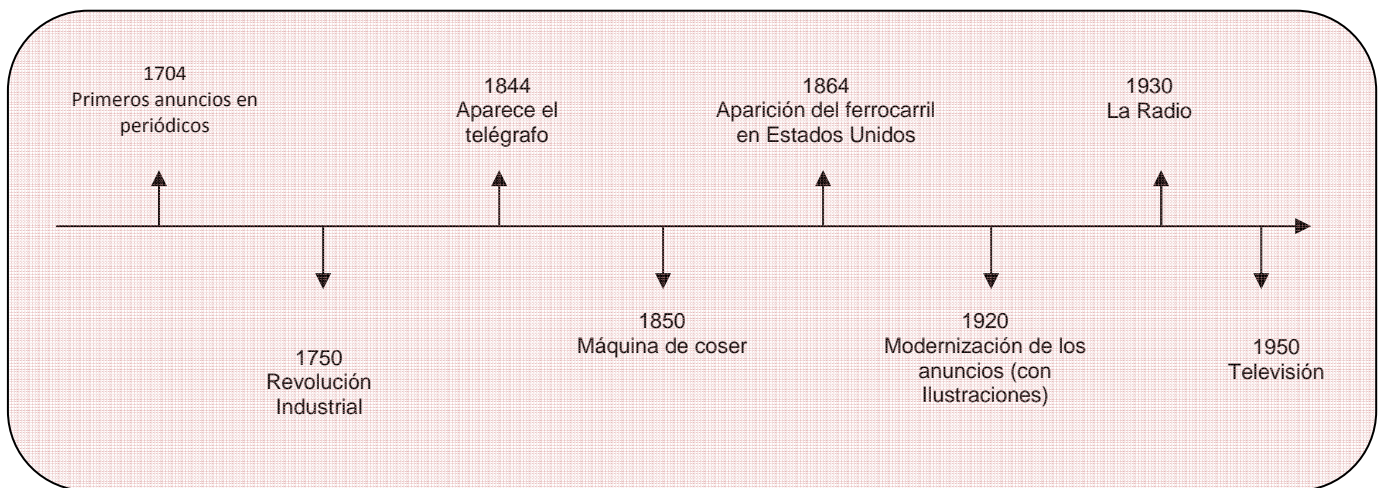 1704
Primeros anuncios en
periódicos
1844
Aparece el
telégrafo
1864
Aparición del ferrocarril
en Estados Unidos
1930
La Radio
1750
Revolución
Industrial
1850
Máquina de coser
1920
Modernización de los
anuncios (con
Ilustraciones)
1950
Televisión